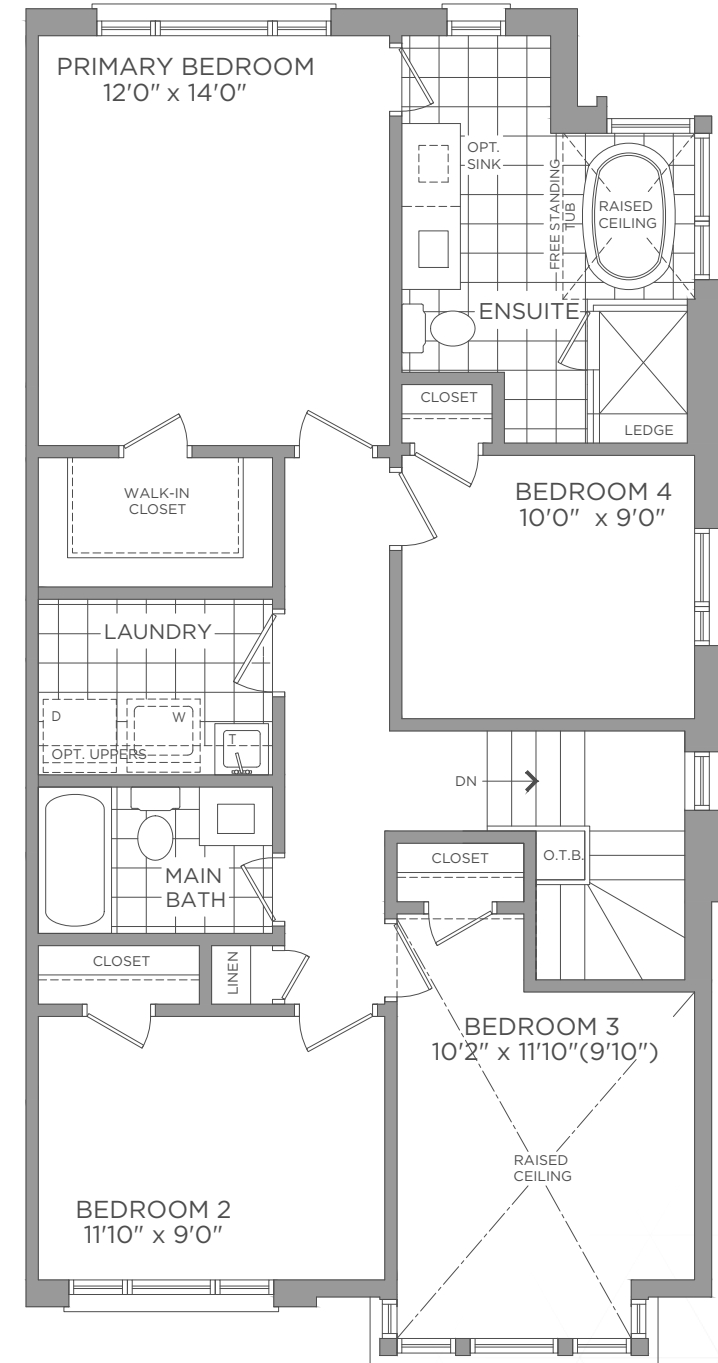 PRIMARY BEDROOM
12'0" x 14'0"
OPT.
SINK
FREE STANDING
TUB
RAISED
CEILING
ENSUITE
CLOSET
LEDGE
WALK-IN
CLOSET
BEDROOM 4
10'0" x 9'0"
LAUNDRY
D
W
T
OPT. UPPERS
DN
MAIN
BATH
CLOSET
O.T.B.
CLOSET
LINEN
BEDROOM 3
10'2" x 11'10"(9'10")
RAISED
CEILING
BEDROOM 2
11'10" x 9'0"